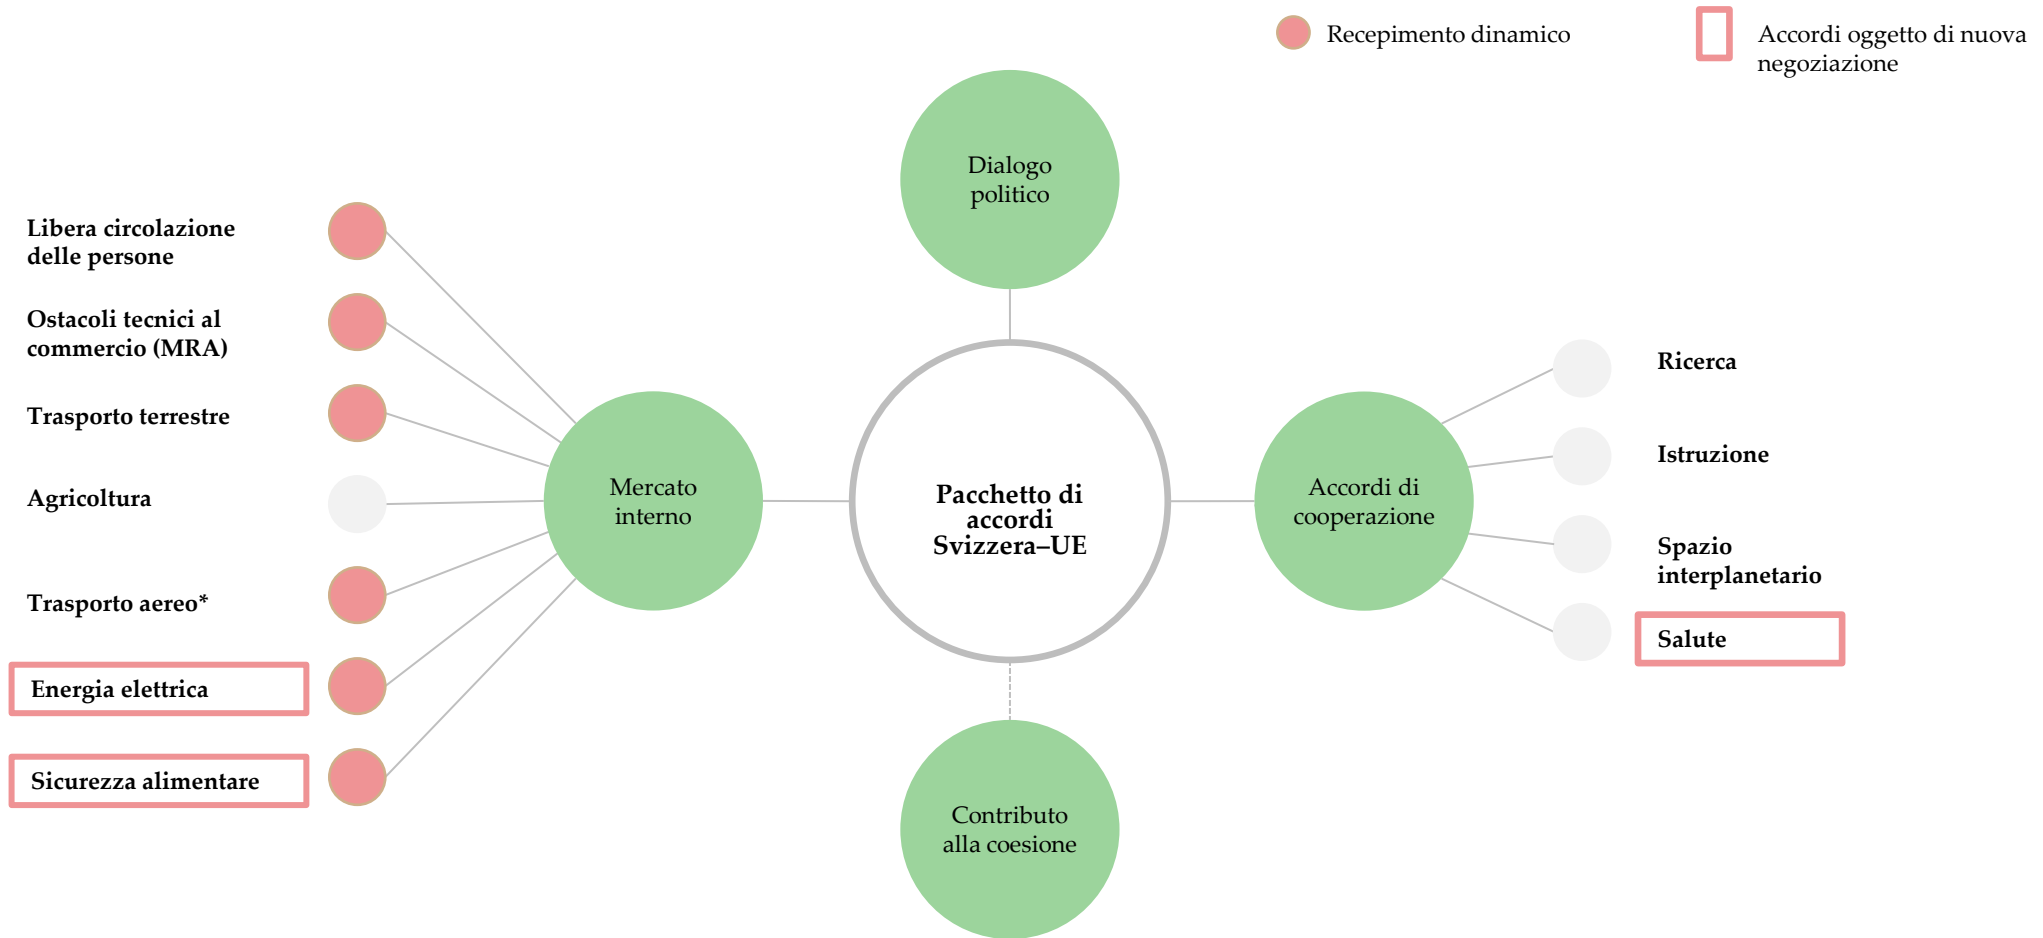 Recepimento dinamico
Accordi oggetto di nuova
negoziazione
Dialogo
politico
Libera circolazione
delle persone
Ostacoli tecnici al
commercio (MRA)
Trasporto terrestre
Agricoltura
Trasporto aereo*
Energia elettrica
Sicurezza alimentare
Mercato
interno
Pacchetto di
accordi
Svizzera–UE
Accordi di
cooperazione
Ricerca
Istruzione
Spazio
interplanetario
Salute
Contributo
alla coesione